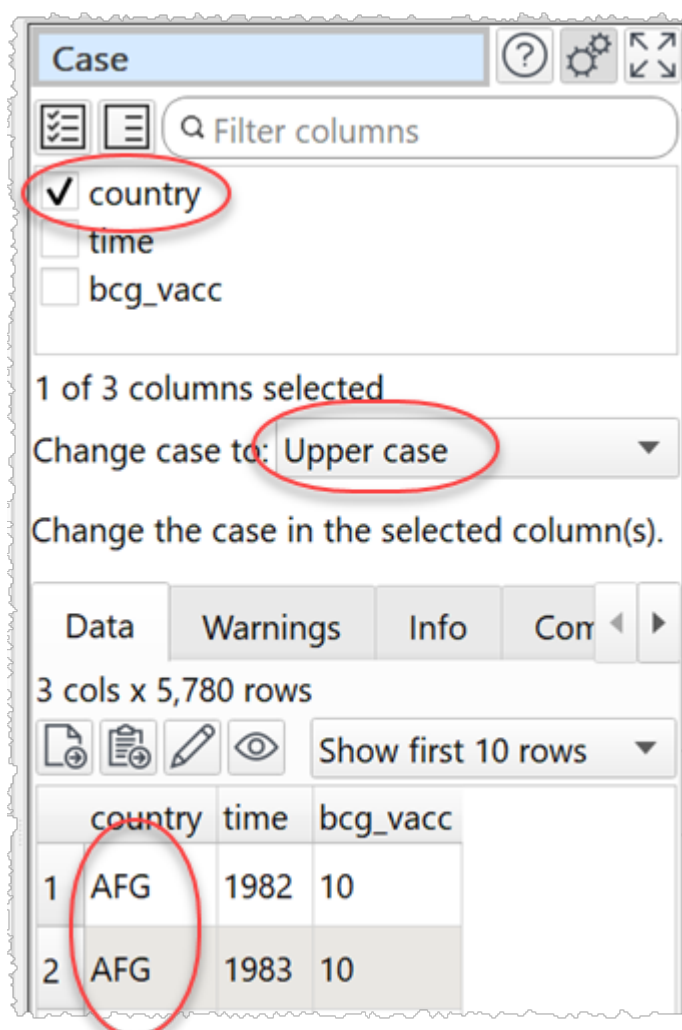 Case
Filter columns
country
time
bcg_vacc
1 of 3 columns selected
Change case to: Upper case
Change the case in the selected column(s).
Data Warnings Info Com
3 cols x 5,780 rows
Show first 10 rows
country time bcg_vacc
1 AFG 1982 10
2 AFG 1983 10